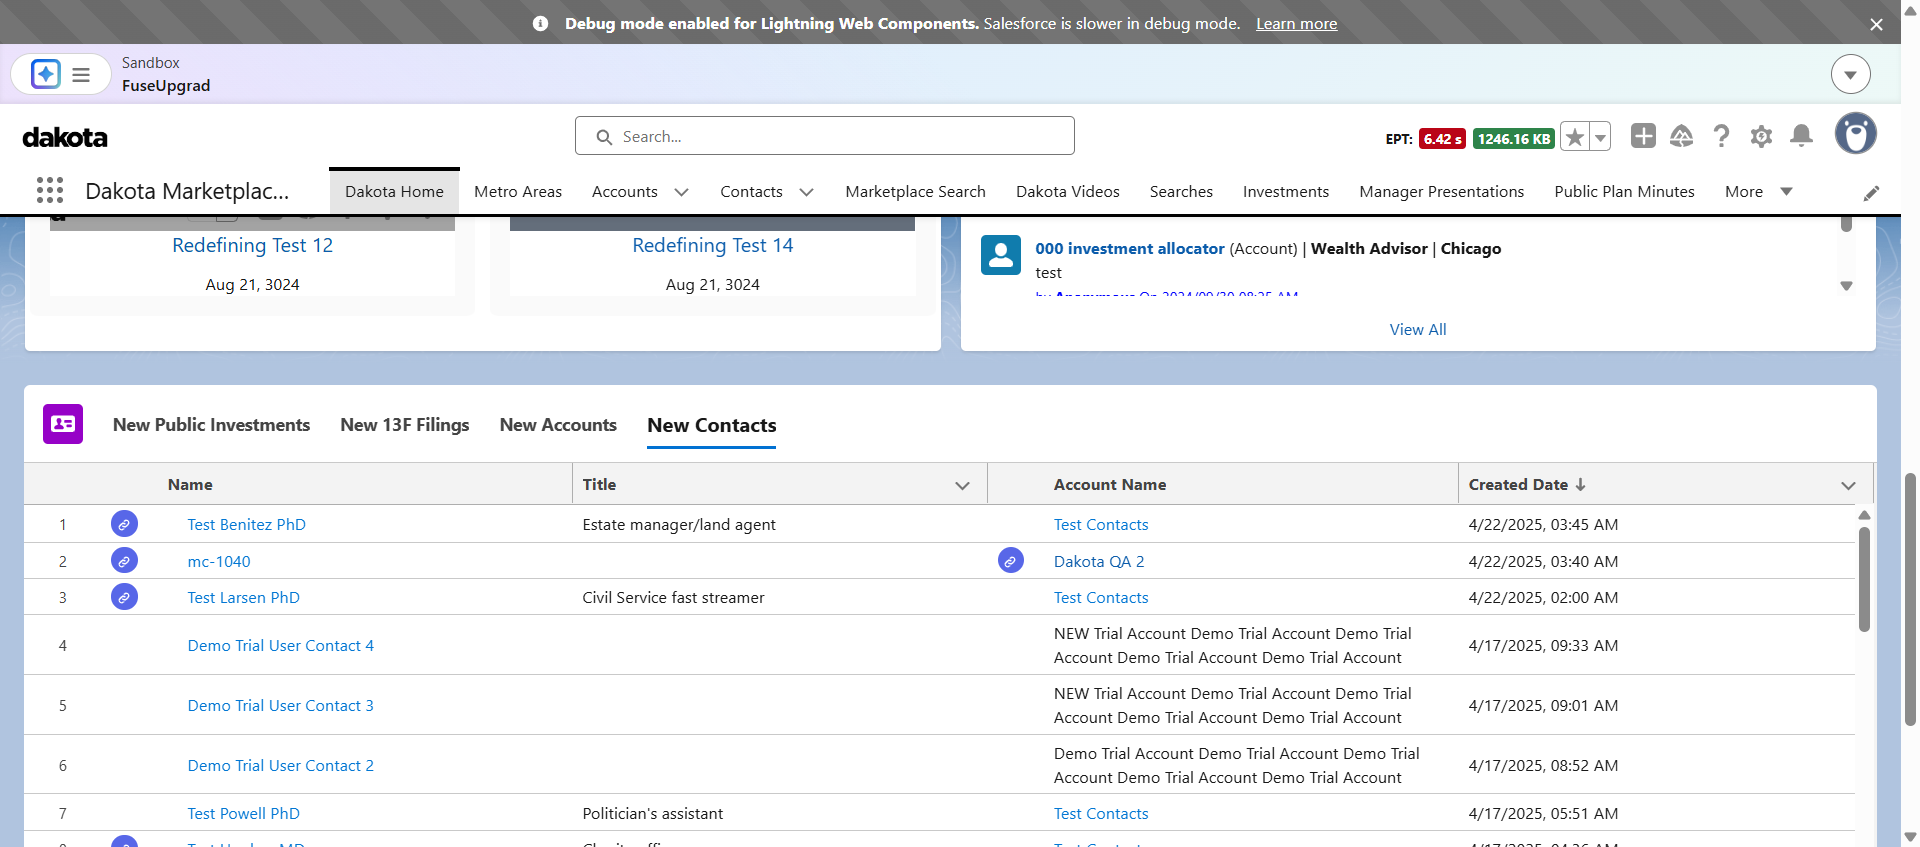 Debug mode enabled for Lightning Web Components. Salesforce is slower in debug mode. Learn more
Sandbox
FuseUpgrad
dakota
Search...
EPT: 6.42 s 1246.16 KB
Dakota Marketplac...
Dakota Home Metro Areas Accounts Contacts Marketplace Search Dakota Videos Searches Investments Manager Presentations Public Plan Minutes More
Redefining Test 12
Aug 21, 3024
Redefining Test 14
Aug 21, 3024
000 investment allocator (Account) | Wealth Advisor | Chicago
test
by Anonymous On 2024/09/30 08:25 AM
View All
New Public Investments New 13F Filings New Accounts New Contacts
Name Title Account Name Created Date
1 Test Benitez PhD Estate manager/land agent Test Contacts 4/22/2025, 03:45 AM
2 mc-1040 Dakota QA 2 4/22/2025, 03:40 AM
3 Test Larsen PhD Civil Service fast streamer Test Contacts 4/22/2025, 02:00 AM
4 Demo Trial User Contact 4 NEW Trial Account Demo Trial Account Demo Trial 4/17/2025, 09:33 AM
Account Demo Trial Account Demo Trial Account
5 Demo Trial User Contact 3 NEW Trial Account Demo Trial Account Demo Trial 4/17/2025, 09:01 AM
Account Demo Trial Account Demo Trial Account
6 Demo Trial User Contact 2 Demo Trial Account Demo Trial Account Demo Trial 4/17/2025, 08:52 AM
Account Demo Trial Account Demo Trial Account
7 Test Powell PhD Politician's assistant Test Contacts 4/17/2025, 05:51 AM